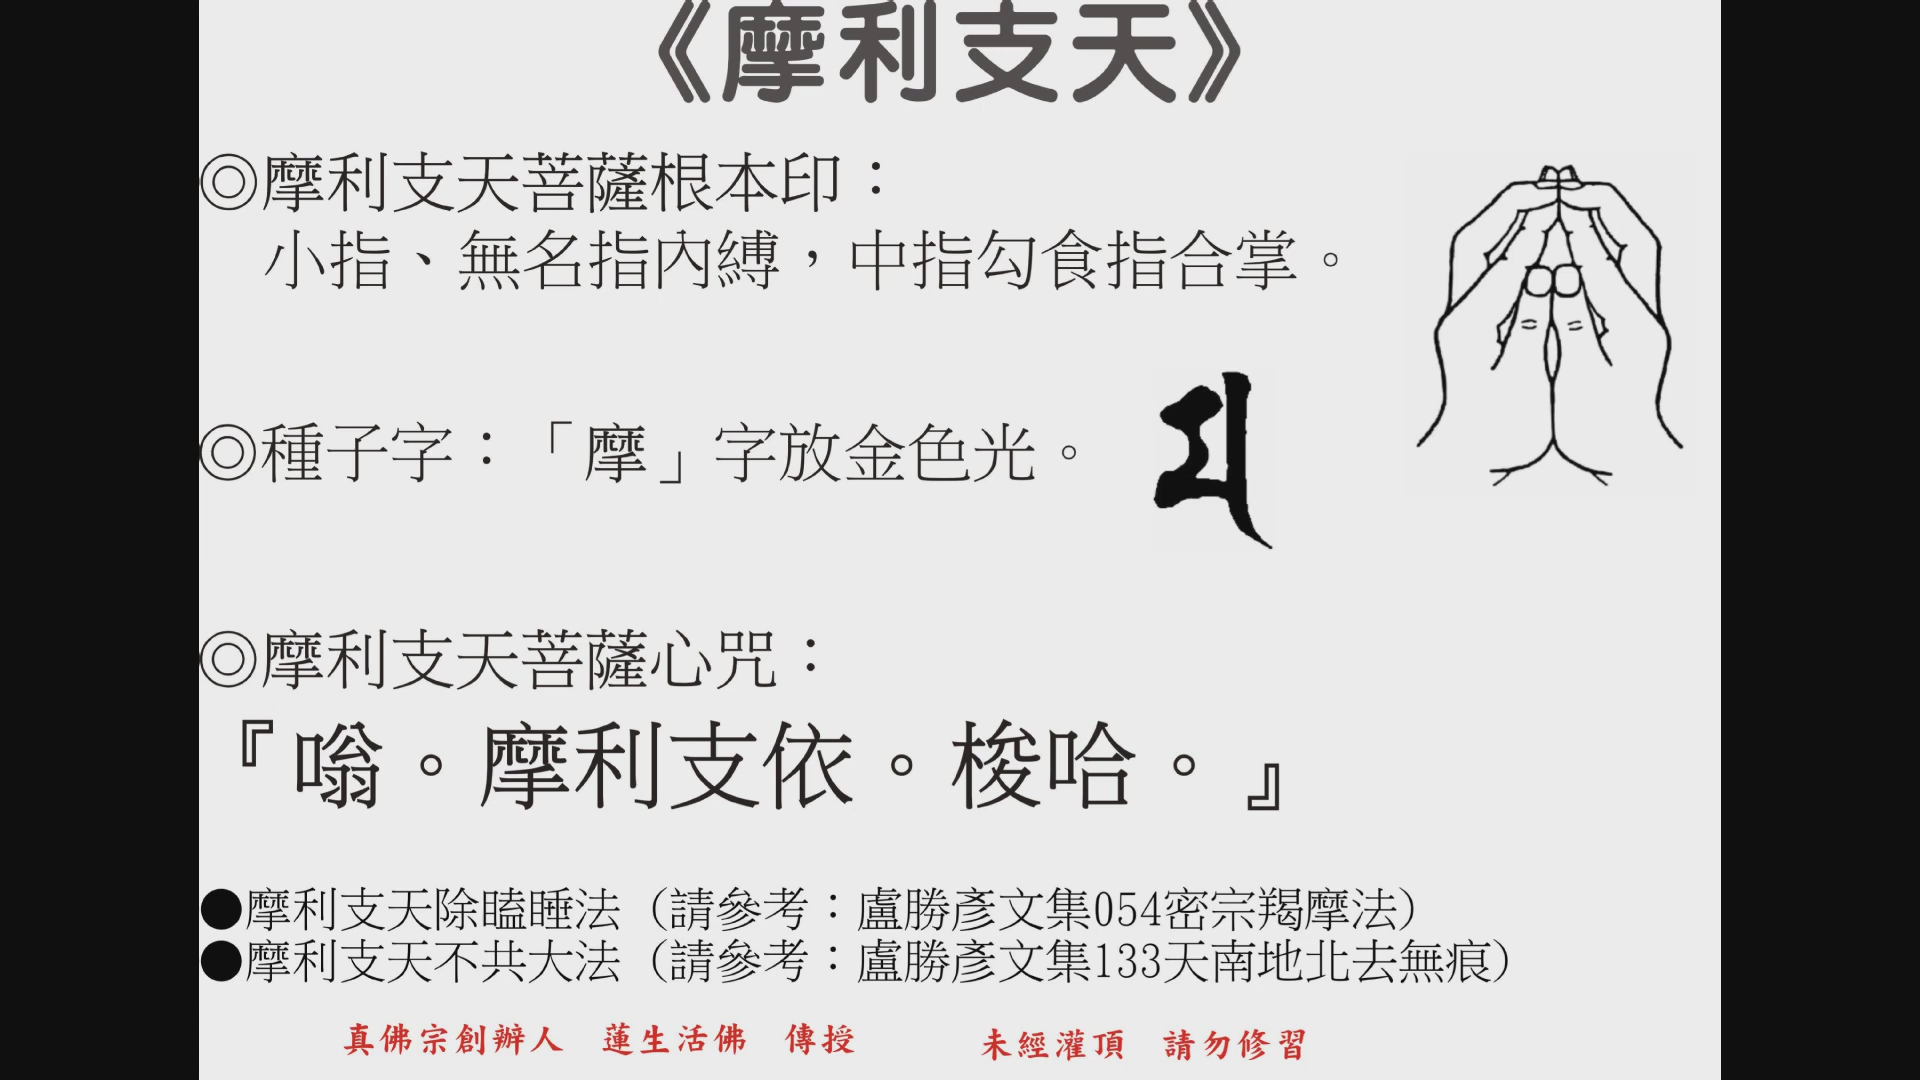 《摩利支天》
◎摩利支天菩薩根本印：
小指、無名指內縛，中指勾食指合掌。
◎種子字：「摩」字放金色光。
◎摩利支天菩薩心咒：
『嗡。摩利支依。梭哈。』
●摩利支天除瞌睡法（請參考：盧勝彥文集054密宗羯摩法）
●摩利支天不共大法（請參考：盧勝彥文集133天南地北去無痕）
真佛宗創辦人 蓮生活佛 傳授 未經灌頂 請勿修習